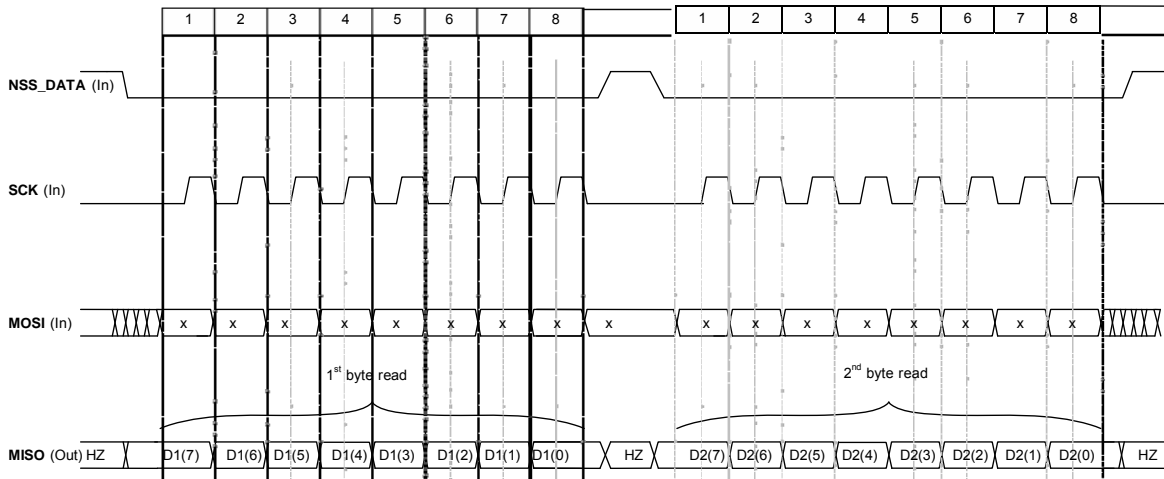 1 2 3 4 5 6 7 8 1 2 3 4 5 6 7 8
NSS_DATA (In)
SCK (In)
MOSI (In) x x x x x x x x x x x x x x x x x
1st byte read 2nd byte read
MISO (Out) HZ D1(7) D1(6) D1(5) D1(4) D1(3) D1(2) D1(1) D1(0) HZ D2(7) D2(6) D2(5) D2(4) D2(3) D2(2) D2(1) D2(0) HZ